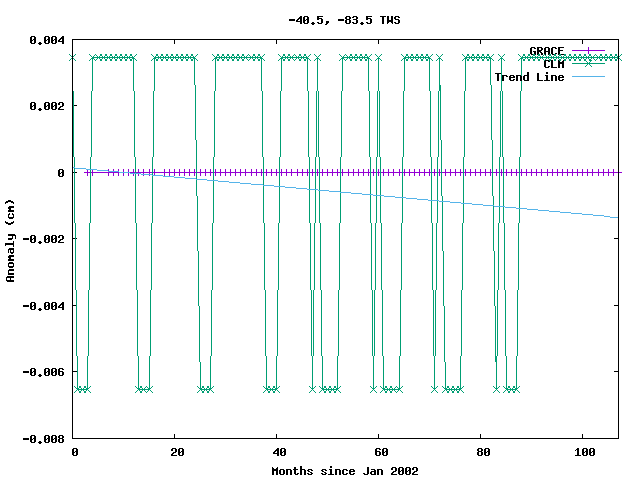 -40.5, -83.5 TWS
0.004
0.002
0
-0.002
-0.004
-0.006
-0.008
Anomaly (cm)
GRACE
CLM
Trend Line
0 20 40 60 80 100
Months since Jan 2002